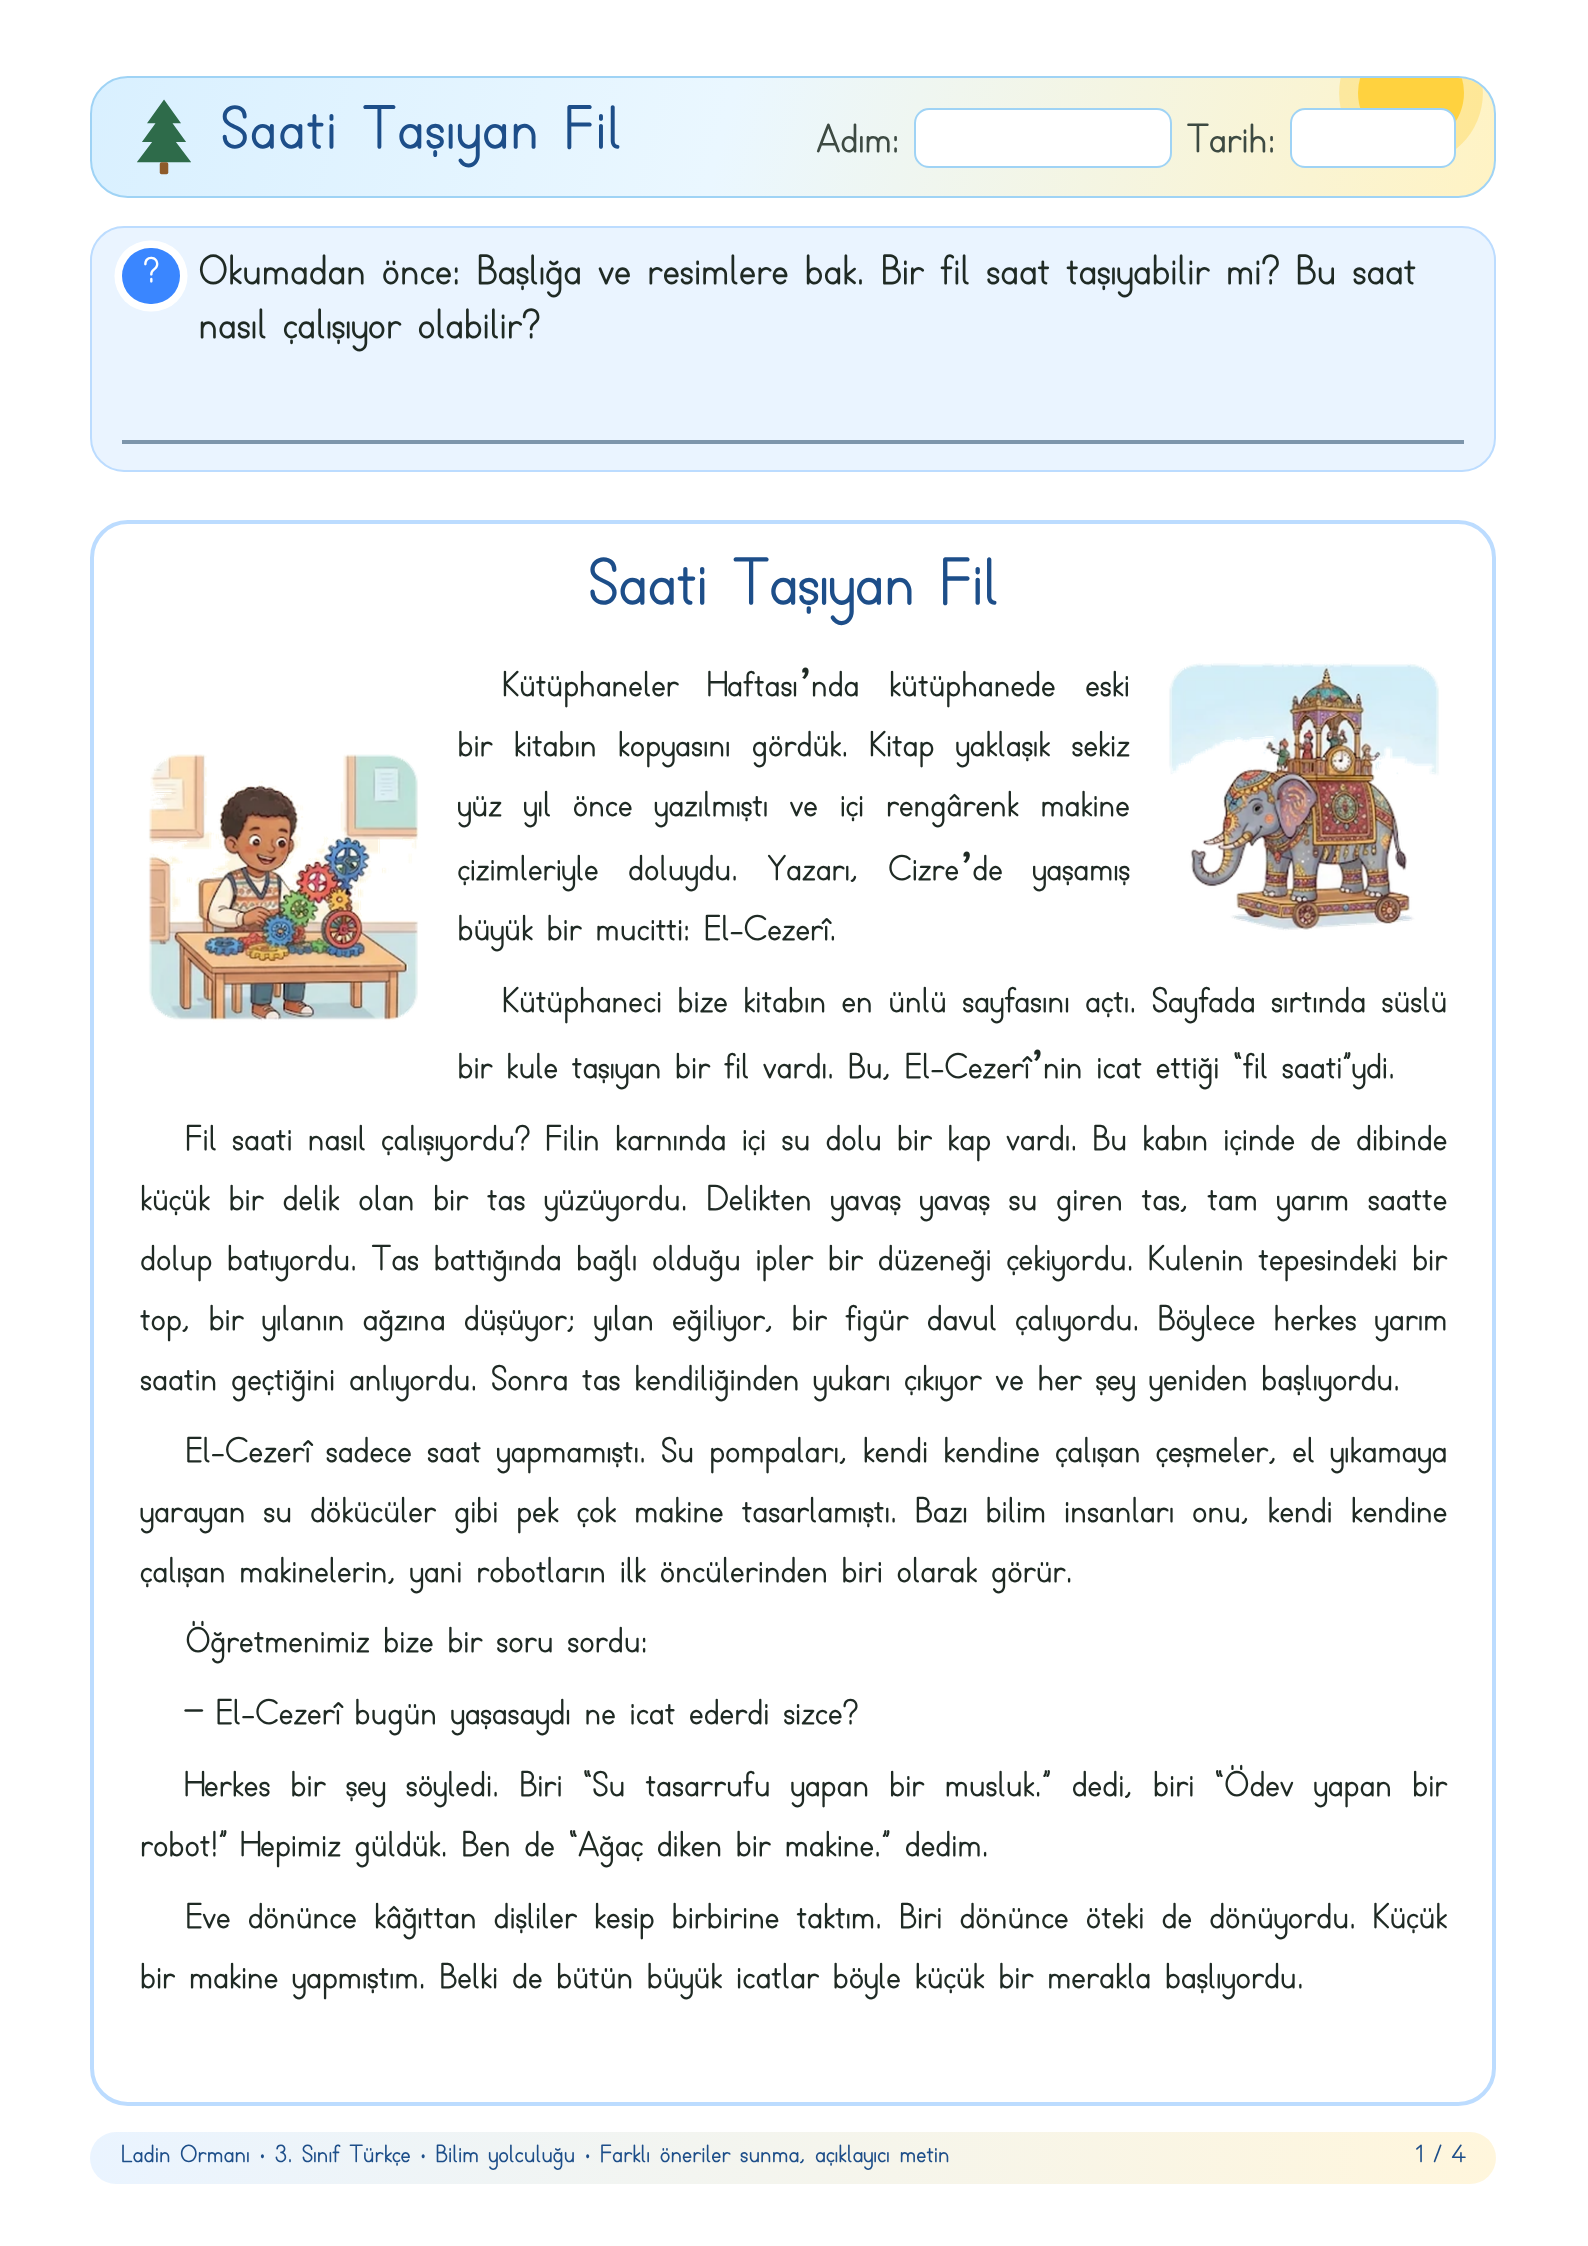 Saati Taşıyan Fil
Adım:
Tarih:
?
Okumadan önce: Başlığa ve resimlere bak. Bir fil saat taşıyabilir mi? Bu saat
nasıl çalışıyor olabilir?
Saati Taşıyan Fil
Kütüphaneler Haftası’nda kütüphanede eski
bir kitabın kopyasını gördük. Kitap yaklaşık sekiz
yüz yıl önce yazılmıştı ve içi rengârenk makine
çizimleriyle doluydu. Yazarı, Cizre’de yaşamış
büyük bir mucitti: El-Cezerî.
Kütüphaneci bize kitabın en ünlü sayfasını açtı. Sayfada sırtında süslü
bir kule taşıyan bir fil vardı. Bu, El-Cezerî’nin icat ettiği “fil saati”ydi.
Fil saati nasıl çalışıyordu? Filin karnında içi su dolu bir kap vardı. Bu kabın içinde de dibinde
küçük bir delik olan bir tas yüzüyordu. Delikten yavaş yavaş su giren tas, tam yarım saatte
dolup batıyordu. Tas battığında bağlı olduğu ipler bir düzeneği çekiyordu. Kulenin tepesindeki bir
top, bir yılanın ağzına düşüyor; yılan eğiliyor, bir figür davul çalıyordu. Böylece herkes yarım
saatin geçtiğini anlıyordu. Sonra tas kendiliğinden yukarı çıkıyor ve her şey yeniden başlıyordu.
El-Cezerî sadece saat yapmamıştı. Su pompaları, kendi kendine çalışan çeşmeler, el yıkamaya
yarayan su dökücüler gibi pek çok makine tasarlamıştı. Bazı bilim insanları onu, kendi kendine
çalışan makinelerin, yani robotların ilk öncülerinden biri olarak görür.
Öğretmenimiz bize bir soru sordu:
– El-Cezerî bugün yaşasaydı ne icat ederdi sizce?
Herkes bir şey söyledi. Biri “Su tasarrufu yapan bir musluk.” dedi, biri “Ödev yapan bir
robot!” Hepimiz güldük. Ben de “Ağaç diken bir makine.” dedim.
Eve dönünce kâğıttan dişliler kesip birbirine taktım. Biri dönünce öteki de dönüyordu. Küçük
bir makine yapmıştım. Belki de bütün büyük icatlar böyle küçük bir merakla başlıyordu.
Ladin Ormanı • 3. Sınıf Türkçe • Bilim yolculuğu • Farklı öneriler sunma, açıklayıcı metin
1 / 4